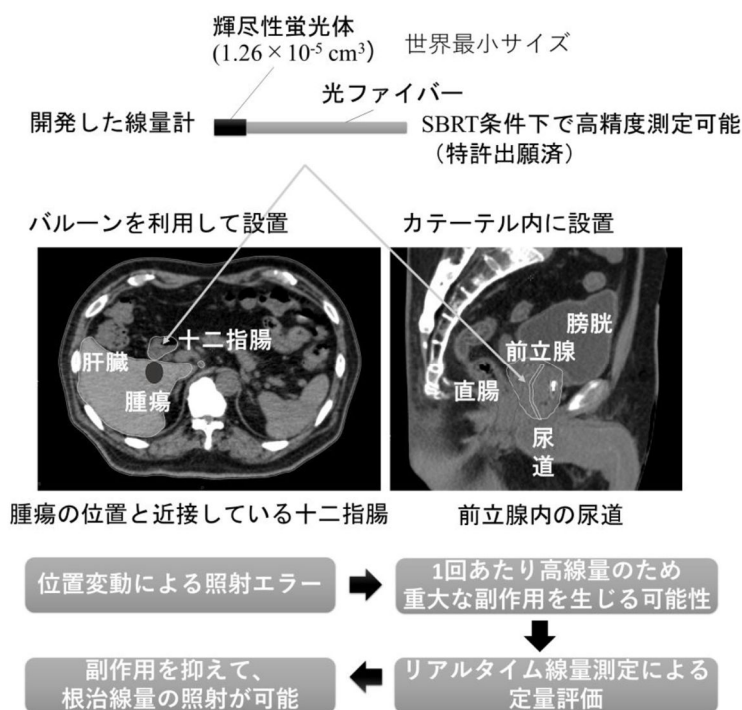 輝尽性蛍光体
(1.26×10⁻⁵ cm³)
世界最小サイズ
光ファイバー
開発した線量計
SBRT条件下で高精度測定可能
（特許出願済）
バルーンを利用して設置
カテーテル内に設置
十二指腸
肝臓
腫瘍
膀胱
前立腺
直腸
尿
道
腫瘍の位置と近接している十二指腸
前立腺内の尿道
位置変動による照射エラー
1回あたり高線量のため
重大な副作用を生じる可能性
リアルタイム線量測定による
定量評価
副作用を抑えて、
根治線量の照射が可能